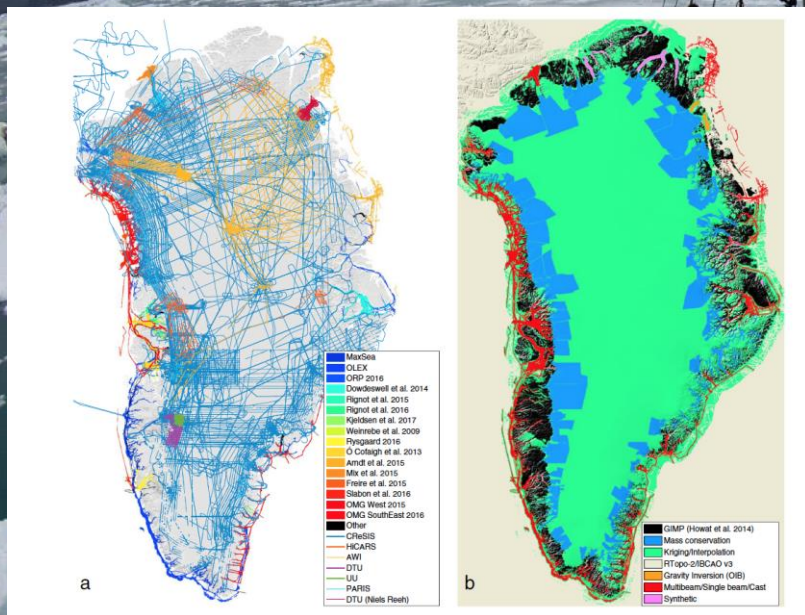 MaxSea
OLEX
ORP 2016
Dowdeswell et al. 2014
Rignot et al. 2015
Rignot et al. 2016
Kjeldsen et al. 2017
Weinrebe et al. 2009
Rysgaard 2016
Ó Cofaigh et al. 2013
Arndt et al. 2015
Mix et al. 2015
Freire et al. 2015
Slabon et al. 2016
OMG West 2015
OMG SouthEast 2016
Other
CReSIS
HiCARS
AWI
DTU
UU
PARIS
DTU (Niels Reeh)
a
GIMP (Howat et al. 2014)
Mass conservation
Kriging/Interpolation
RTopo-2/IBCAO v3
Gravity Inversion (OIB)
Multibeam/Single beam/Cast
Synthetic
b